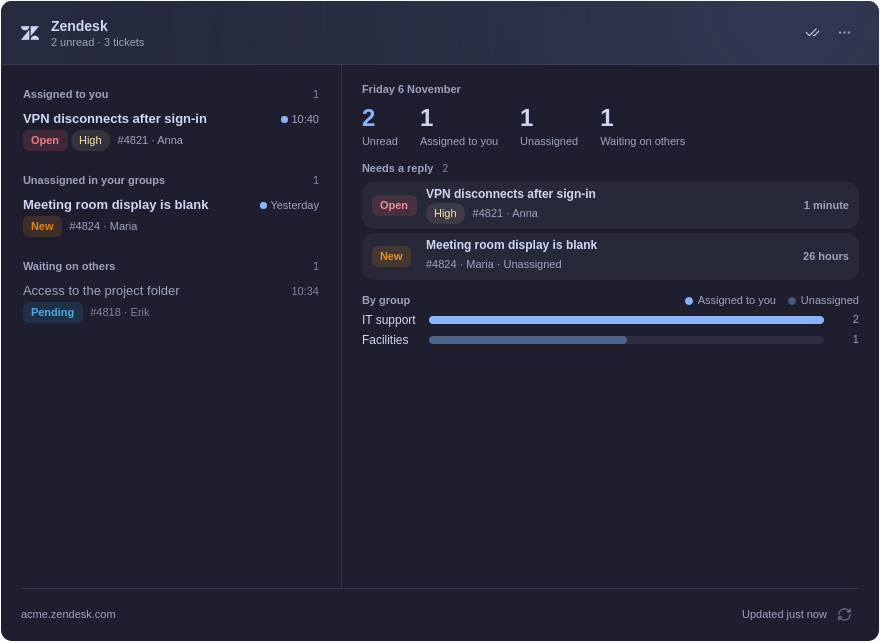 Zendesk
2 unread · 3 tickets
Assigned to you 1
VPN disconnects after sign-in 10:40
Open High #4821 · Anna
Unassigned in your groups 1
Meeting room display is blank Yesterday
New #4824 · Maria
Waiting on others 1
Access to the project folder 10:34
Pending #4818 · Erik
Friday 6 November
2 1 1 1
Unread Assigned to you Unassigned Waiting on others
Needs a reply 2
VPN disconnects after sign-in
Open High #4821 · Anna 1 minute
Meeting room display is blank
New #4824 · Maria · Unassigned 26 hours
By group Assigned to you Unassigned
IT support 2
Facilities 1
acme.zendesk.com Updated just now